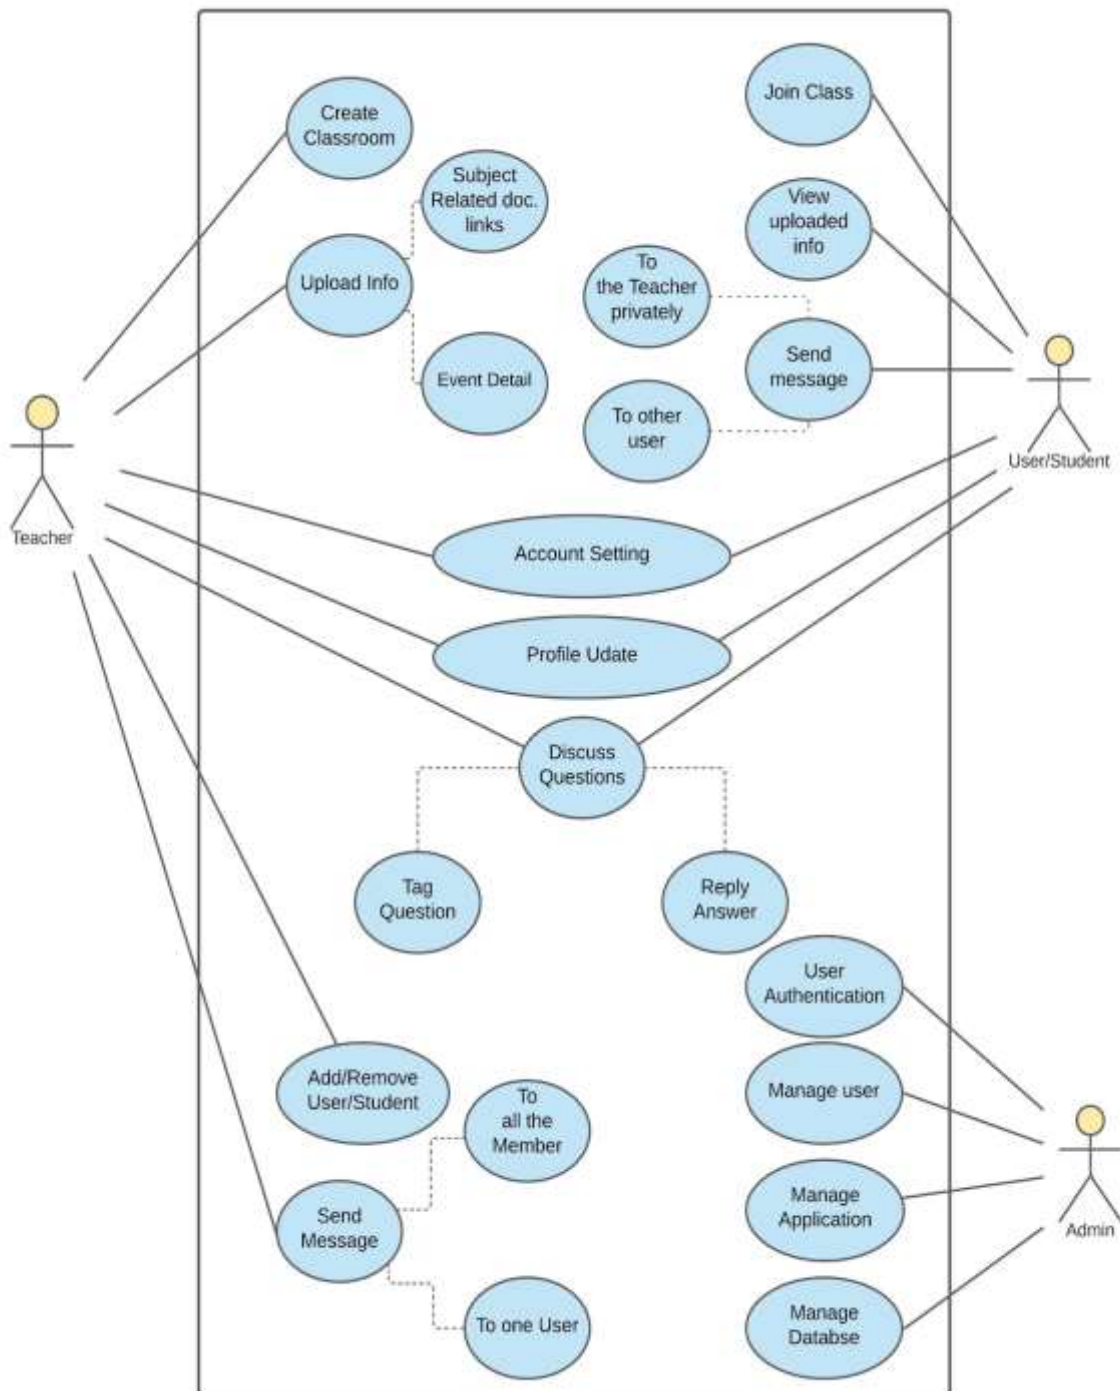 Join Class
Create
Classroom
Subject
Related doc.
links
View
uploaded
info
To
the Teacher
privately
Upload Info
Send
message
Event Detail
To other
user
User/Student
Teacher
Account Setting
Profile Udate
Discuss
Questions
Tag
Question
Reply
Answer
User
Authentication
Add/Remove
User/Student
To
all the
Member
Manage user
Send
Message
Manage
Application
Admin
To one User
Manage
Databse